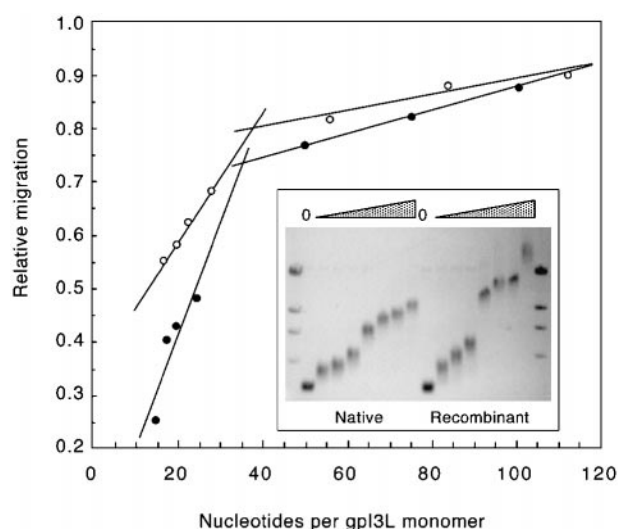 1.0
0.9
0.8
0.7
0.6
0.5
0.4
0.3
0.2
Relative migration
0 0
Native Recombinant
0 20 40 60 80 100 120
Nucleotides per gpI3L monomer